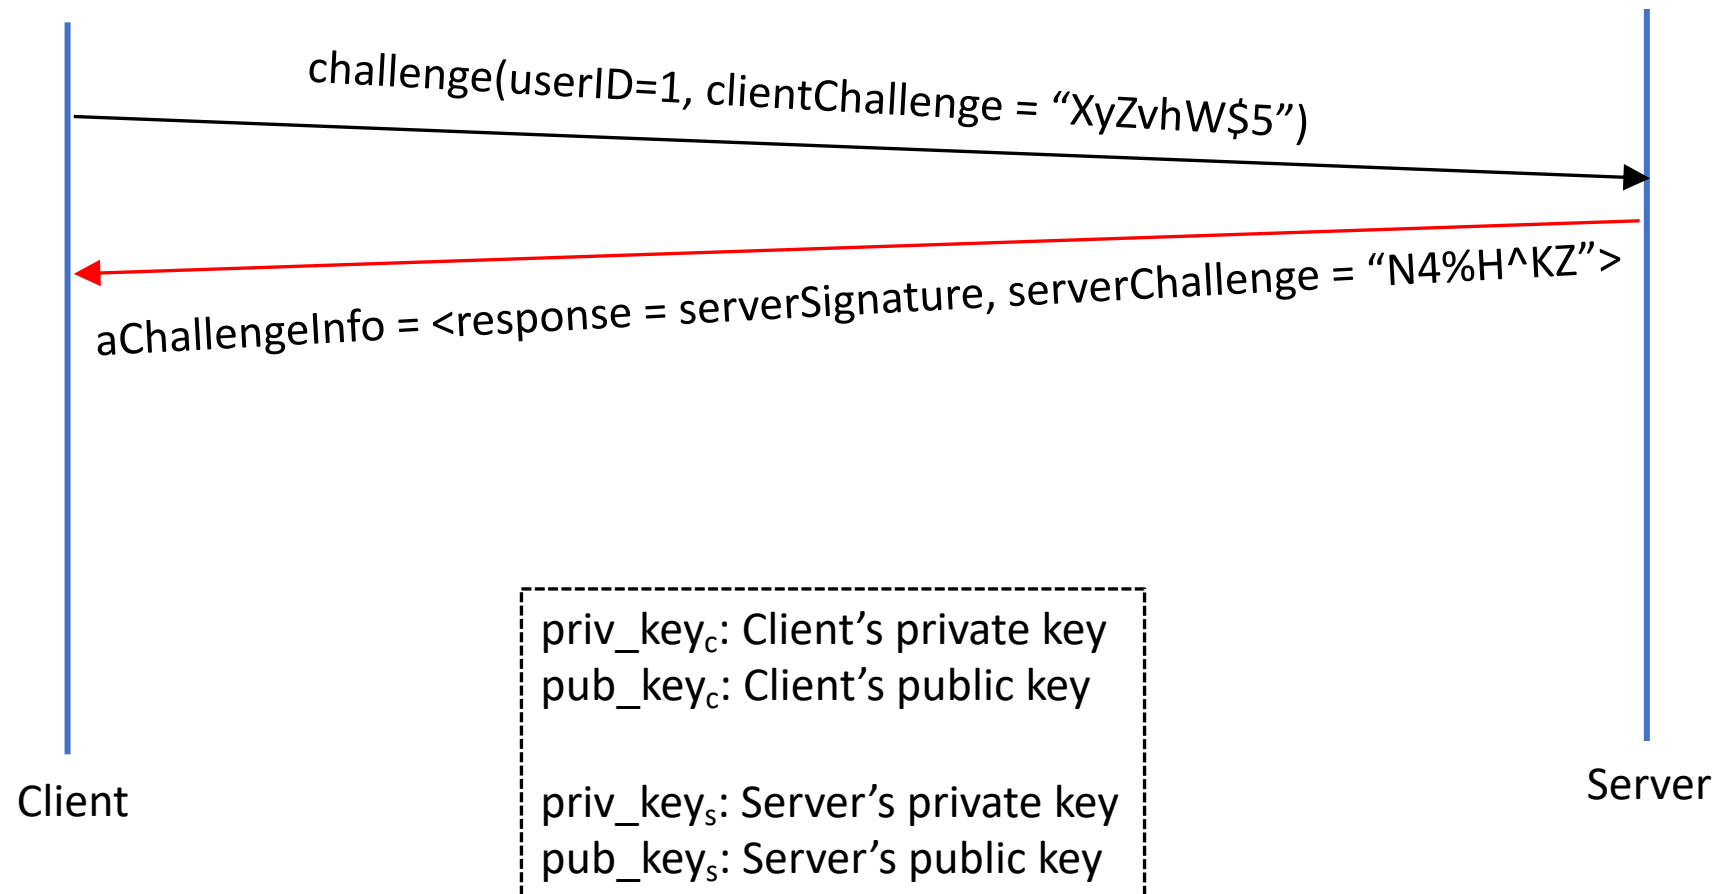 challenge(userID=1, clientChallenge = “XyZvhW$5”)
aChallengeInfo = <response = serverSignature, serverChallenge = “N4%H^KZ”>
priv_keyc: Client’s private key
pub_keyc: Client’s public key
priv_keys: Server’s private key
pub_keys: Server’s public key
Client
Server